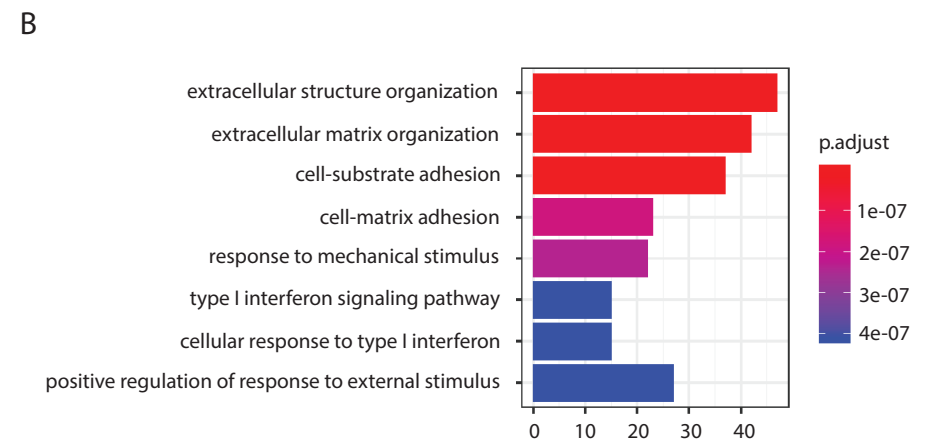 B
extracellular structure organization
extracellular matrix organization
cell-substrate adhesion
cell-matrix adhesion
response to mechanical stimulus
type I interferon signaling pathway
cellular response to type I interferon
positive regulation of response to external stimulus
0 10 20 30 40
p.adjust
1e-07
2e-07
3e-07
4e-07